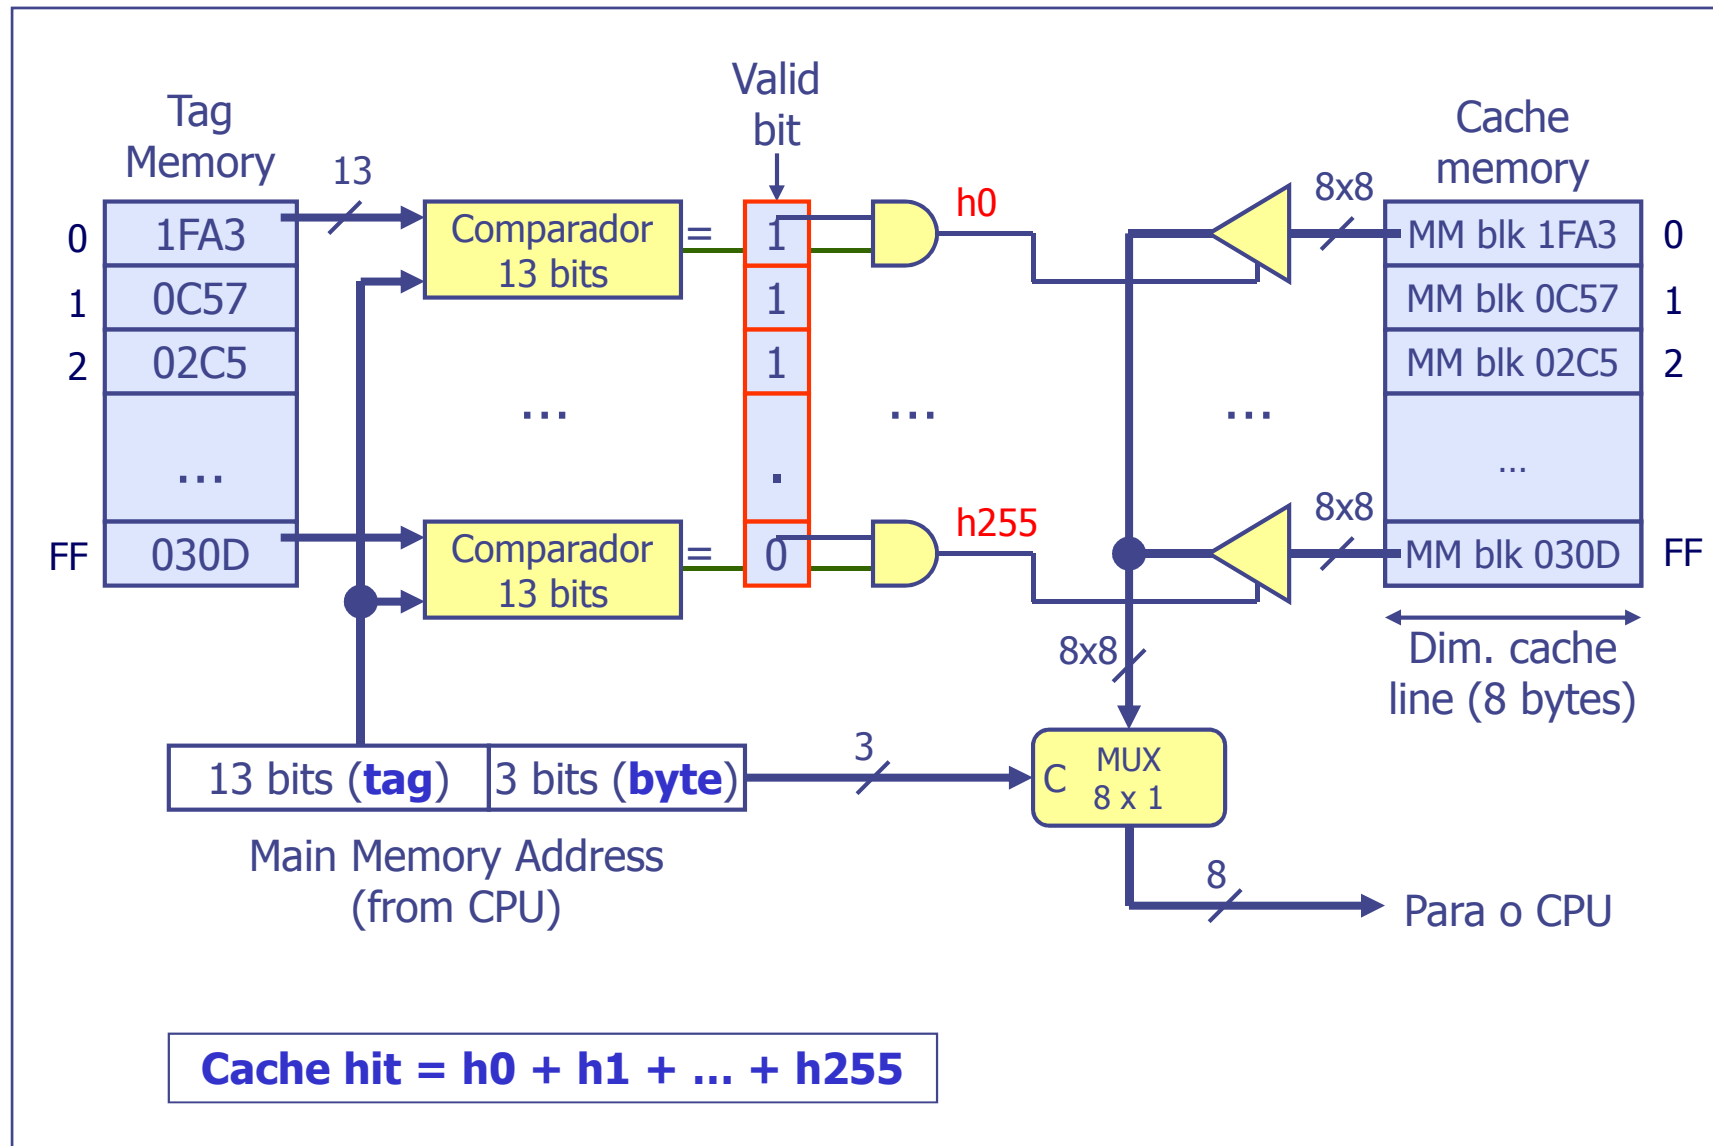 Tag
Memory
13
Valid
bit
Cache
memory
8x8
h0
0
1FA3
Comparador
13 bits
=
1
MM blk 1FA3
0
1
0C57
1
MM blk 0C57
1
2
02C5
1
MM blk 02C5
2
...
...
...
...
.
...
8x8
h255
FF
030D
Comparador
13 bits
=
0
MM blk 030D
FF
8x8
Dim. cache
line (8 bytes)
13 bits (tag)
3 bits (byte)
3
C
MUX
8 x 1
Main Memory Address
(from CPU)
8
Para o CPU
Cache hit = h0 + h1 + ... + h255